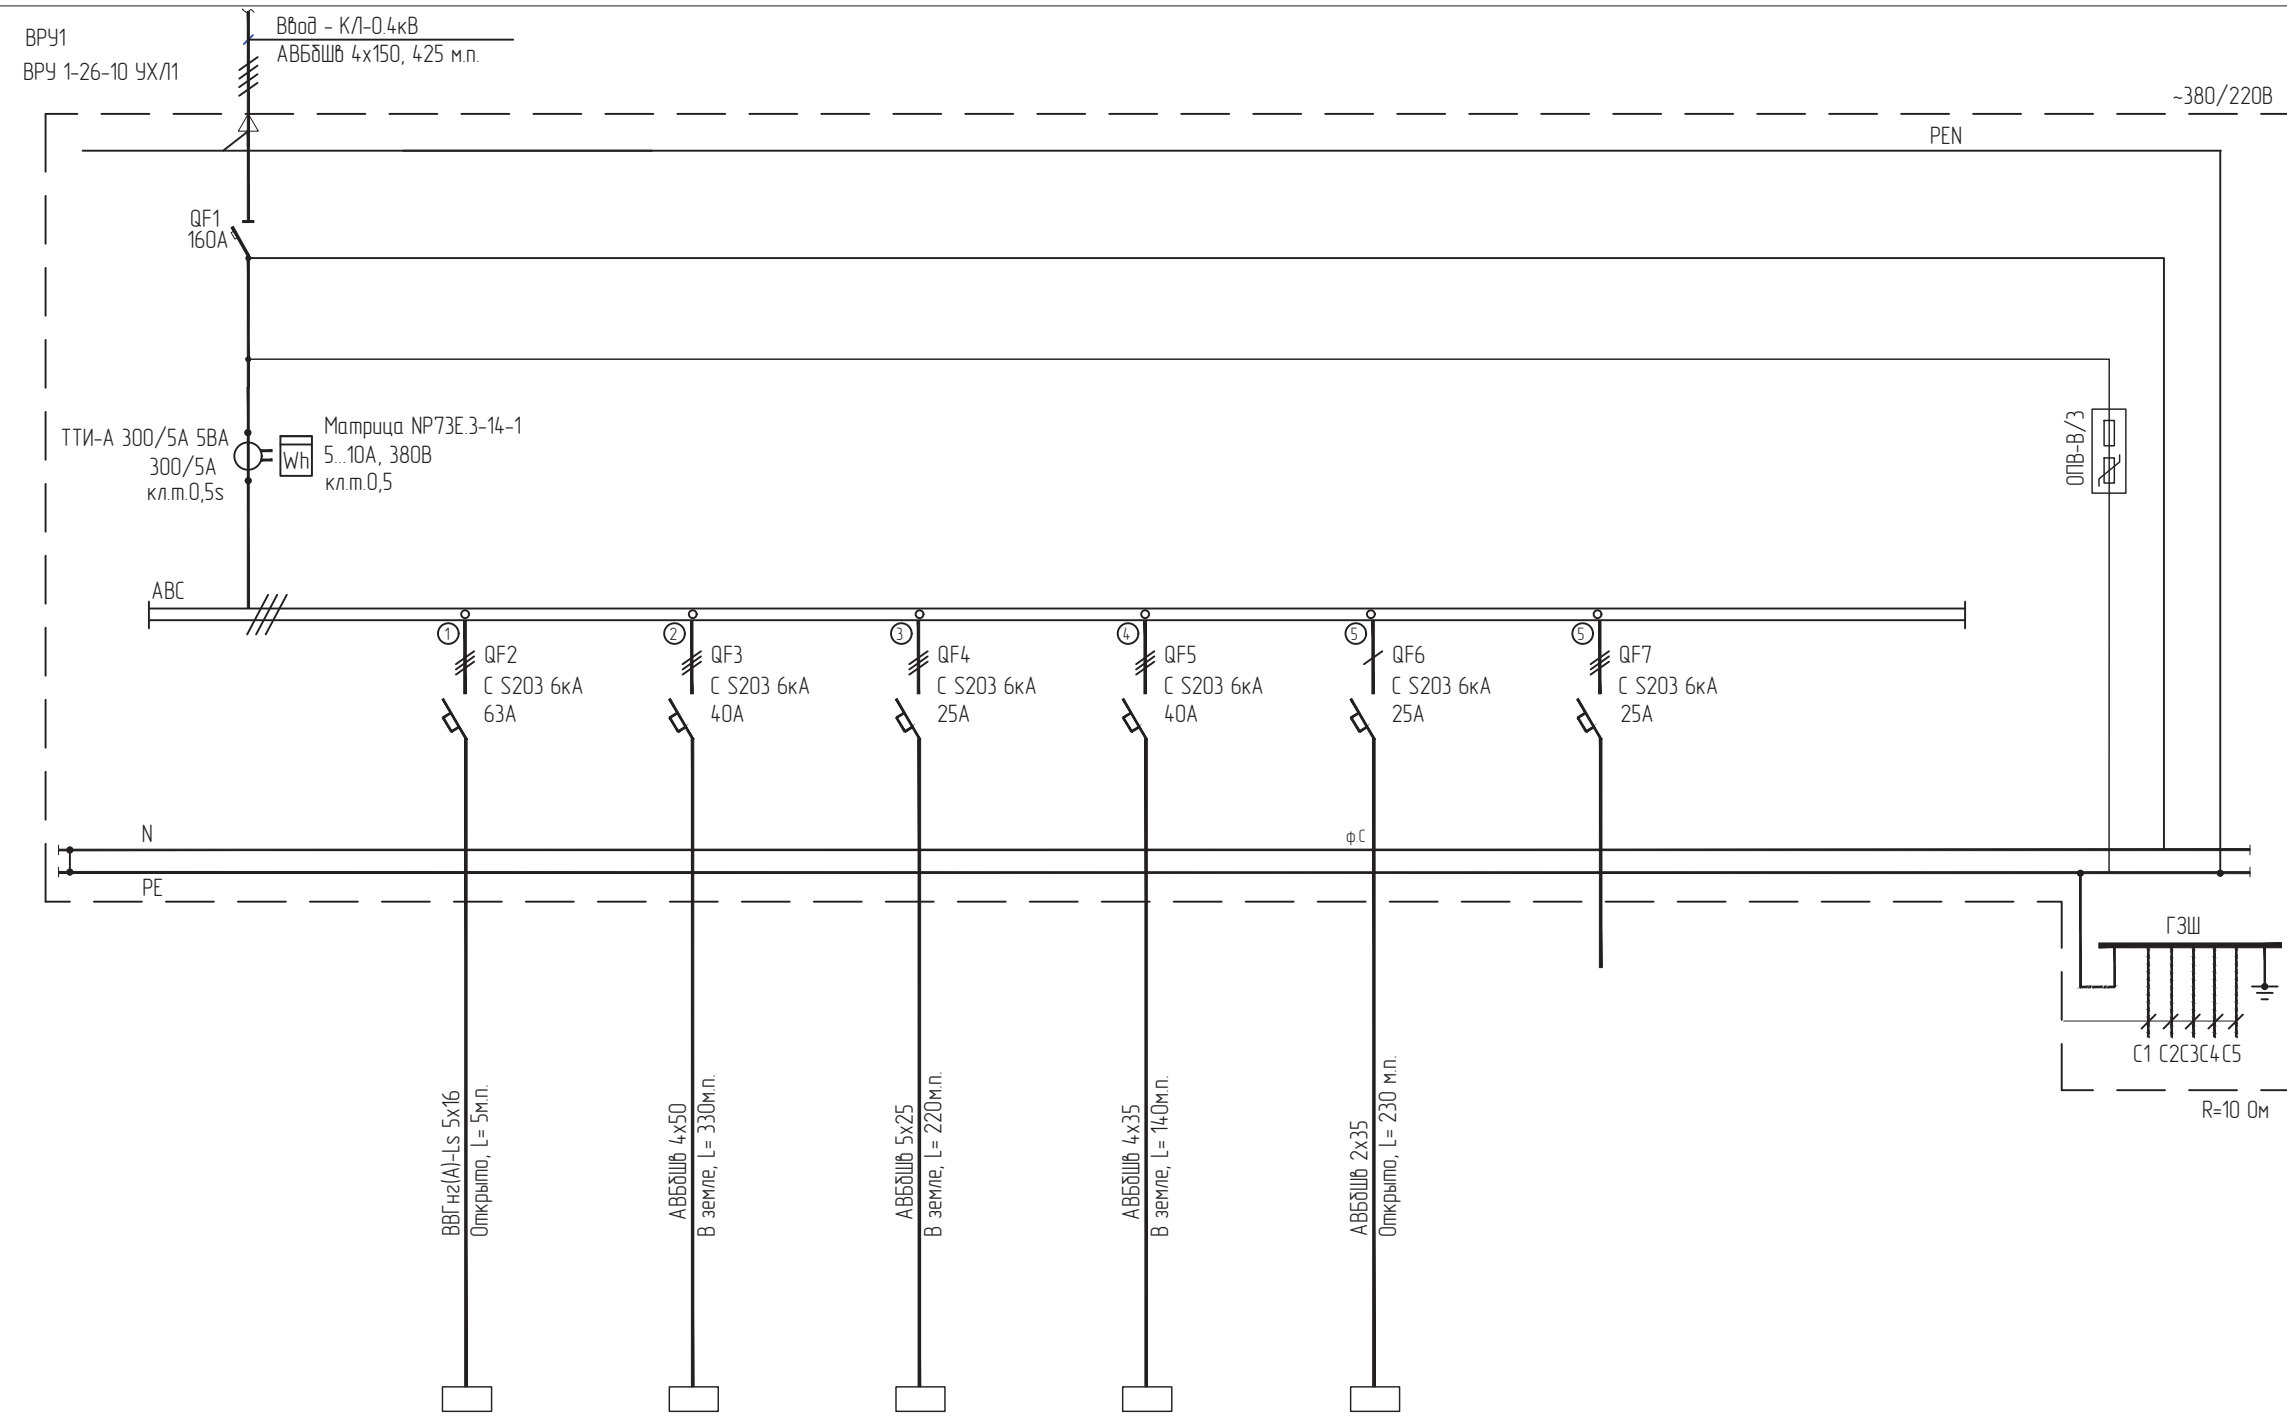 ВРУ1
ВРУ 1-26-10 УХЛ1
Ввод - КЛ-0.4кВ
АВБбШв 4х150, 425 м.п.
~380/220В
PEN
QF1
160А
ТТИ-А 300/5А 5ВА
300/5А
кл.т.0,5s
Wh
Матрица NP73E.3-14-1
5...10А, 380В
кл.т.0,5
ОПВ-В/3
АВС
1
QF2
С S203 6кА
63А
2
QF3
С S203 6кА
40А
3
QF4
С S203 6кА
25А
4
QF5
С S203 6кА
40А
5
QF6
С S203 6кА
25А
5
QF7
С S203 6кА
25А
N
ф.С
PE
ГЗШ
С1 С2С3С4С5
R=10 Ом
ВВГнг(А)-Ls 5х16
Открыто, L= 5м.п.
АВБбШв 4х50
В земле, L= 330м.п.
АВБбШв 5х25
В земле, L= 220м.п.
АВБбШв 4х35
В земле, L= 140м.п.
АВБбШв 2х35
Открыто, L= 230 м.п.